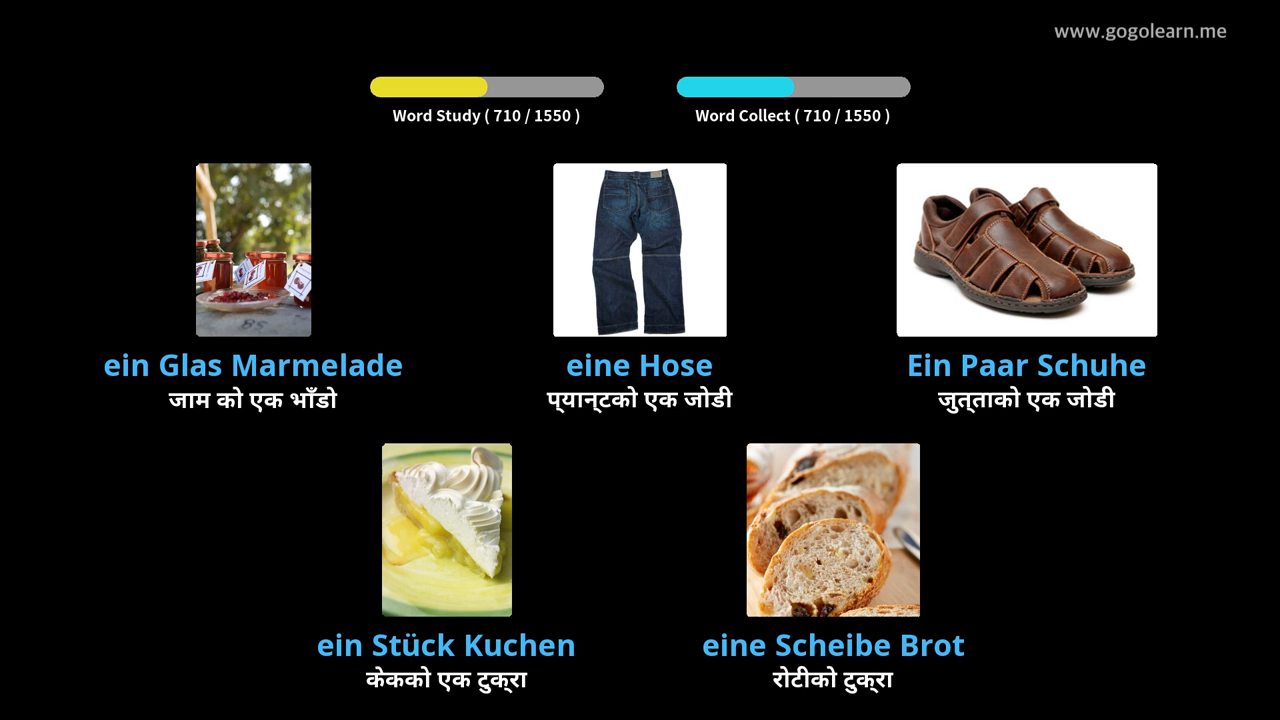 www.gogolearn.me
Word Study ( 710 / 1550 )
Word Collect ( 710 / 1550 )
ein Glas Marmelade
जाम को एक भाँडो
eine Hose
प्यान्टको एक जोडी
Ein Paar Schuhe
जुत्ताको एक जोडी
ein Stück Kuchen
केकको एक टुक्रा
eine Scheibe Brot
रोटीको टुक्रा